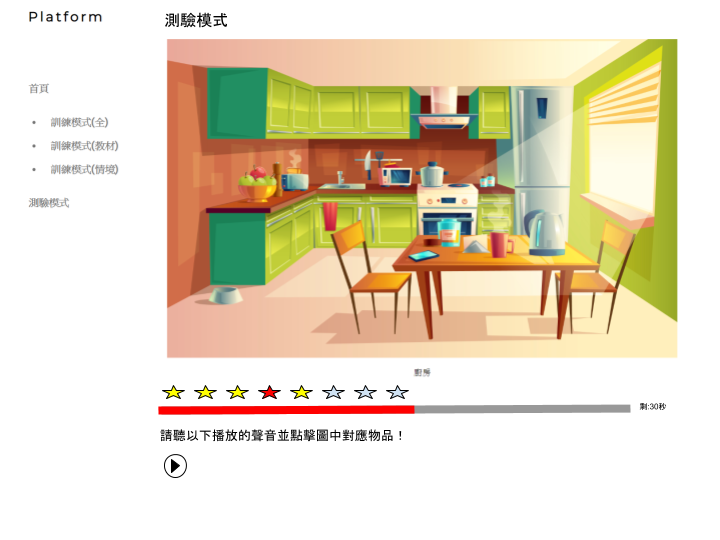 Platform
測驗模式
首頁
• 訓練模式(全)
• 訓練模式(教材)
• 訓練模式(情境)
測驗模式
廚房
剩:30秒
請聽以下播放的聲音並點擊圖中對應物品！